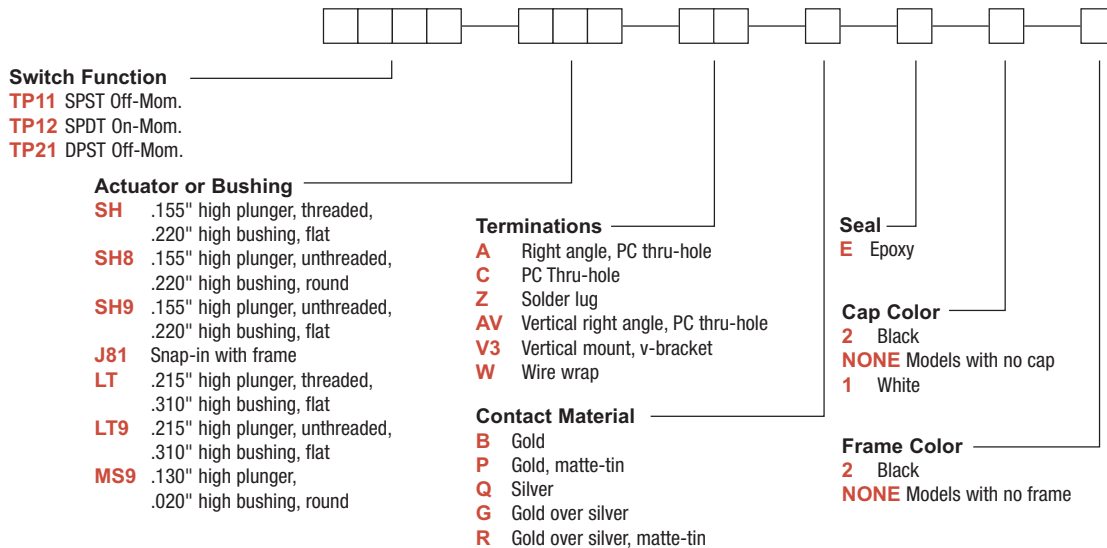 Switch Function
TP11 SPST Off-Mom.
TP12 SPDT On-Mom.
TP21 DPST Off-Mom.
Actuator or Bushing
SH .155" high plunger, threaded,
.220" high bushing, flat
SH8 .155" high plunger, unthreaded,
.220" high bushing, round
SH9 .155" high plunger, unthreaded,
.220" high bushing, flat
J81 Snap-in with frame
LT .215" high plunger, threaded,
.310" high bushing, flat
LT9 .215" high plunger, unthreaded,
.310" high bushing, flat
MS9 .130" high plunger,
.020" high bushing, round
Terminations
A Right angle, PC thru-hole
C PC Thru-hole
Z Solder lug
AV Vertical right angle, PC thru-hole
V3 Vertical mount, v-bracket
W Wire wrap
Contact Material
B Gold
P Gold, matte-tin
Q Silver
G Gold over silver
R Gold over silver, matte-tin
Seal
E Epoxy
Cap Color
2 Black
NONE Models with no cap
1 White
Frame Color
2 Black
NONE Models with no frame